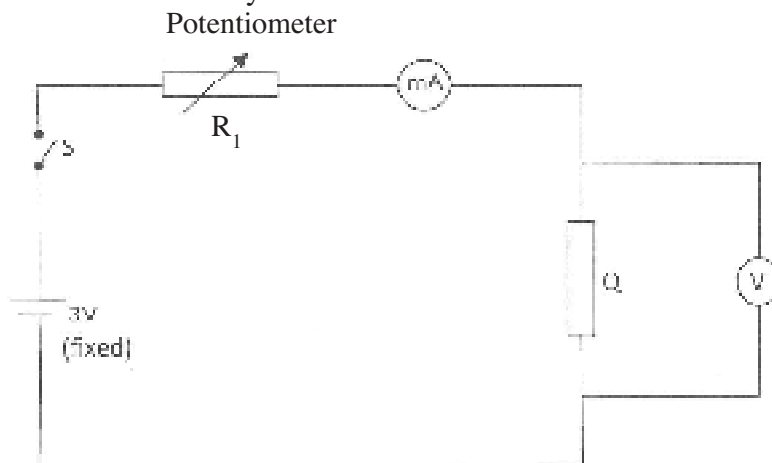 Potentiometer
mA
R1
S
Q
V
3V
(fixed)